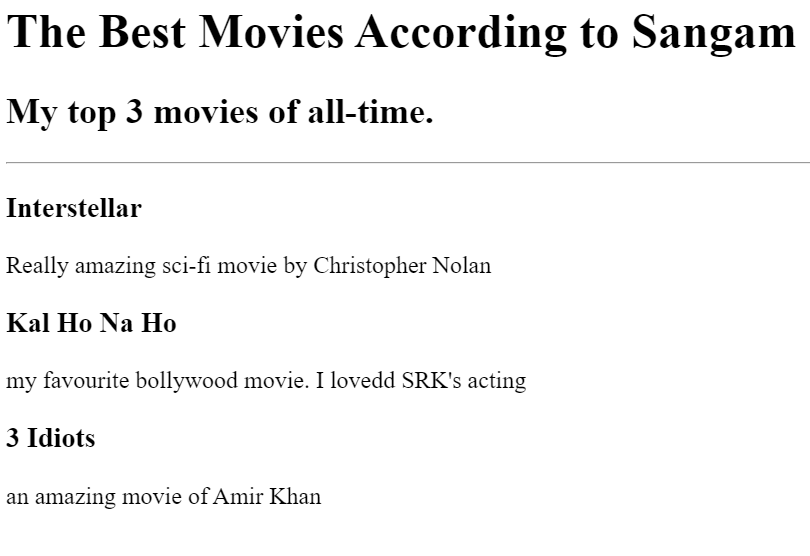 The Best Movies According to Sangam
My top 3 movies of all-time.
Interstellar
Really amazing sci-fi movie by Christopher Nolan
Kal Ho Na Ho
my favourite bollywood movie. I lovedd SRK's acting
3 Idiots
an amazing movie of Amir Khan